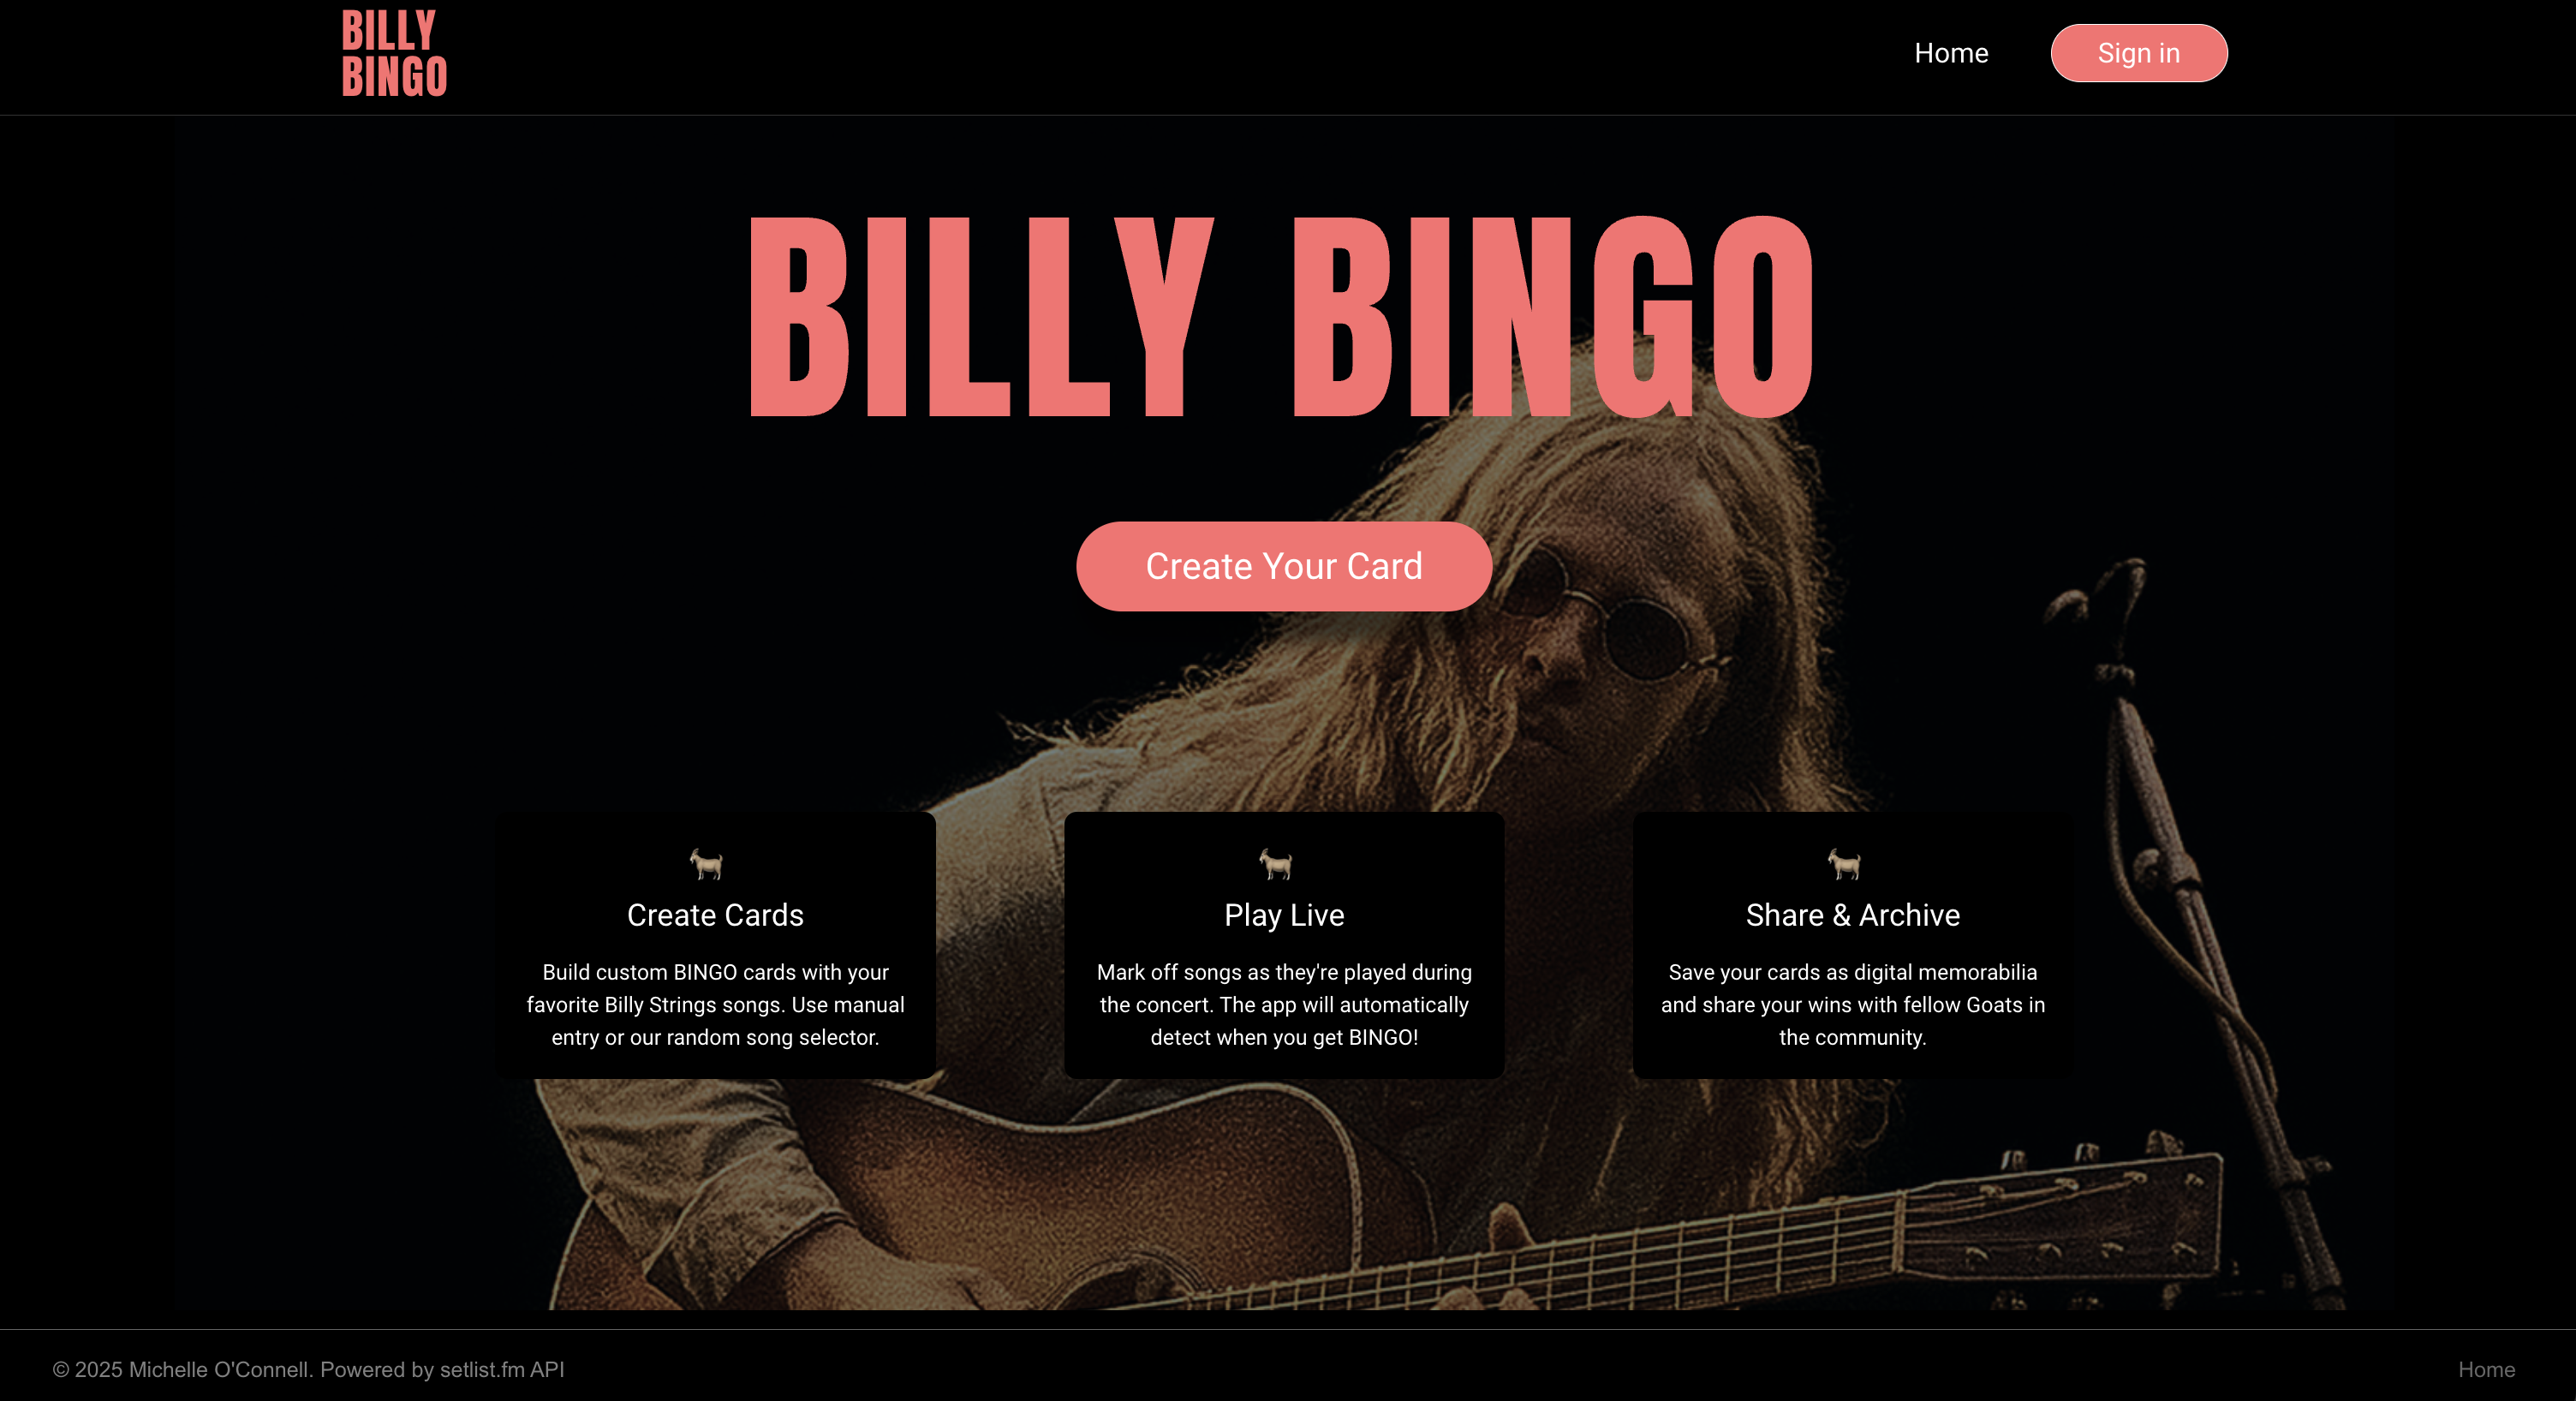 BILLY
BINGO
Home
Sign in
BILLY BINGO
Create Your Card
Create Cards
Build custom BINGO cards with your
favorite Billy Strings songs. Use manual
entry or our random song selector.
Play Live
Mark off songs as they're played during
the concert. The app will automatically
detect when you get BINGO!
Share & Archive
Save your cards as digital memorabilia
and share your wins with fellow Goats in
the community.
© 2025 Michelle O'Connell. Powered by setlist.fm API
Home